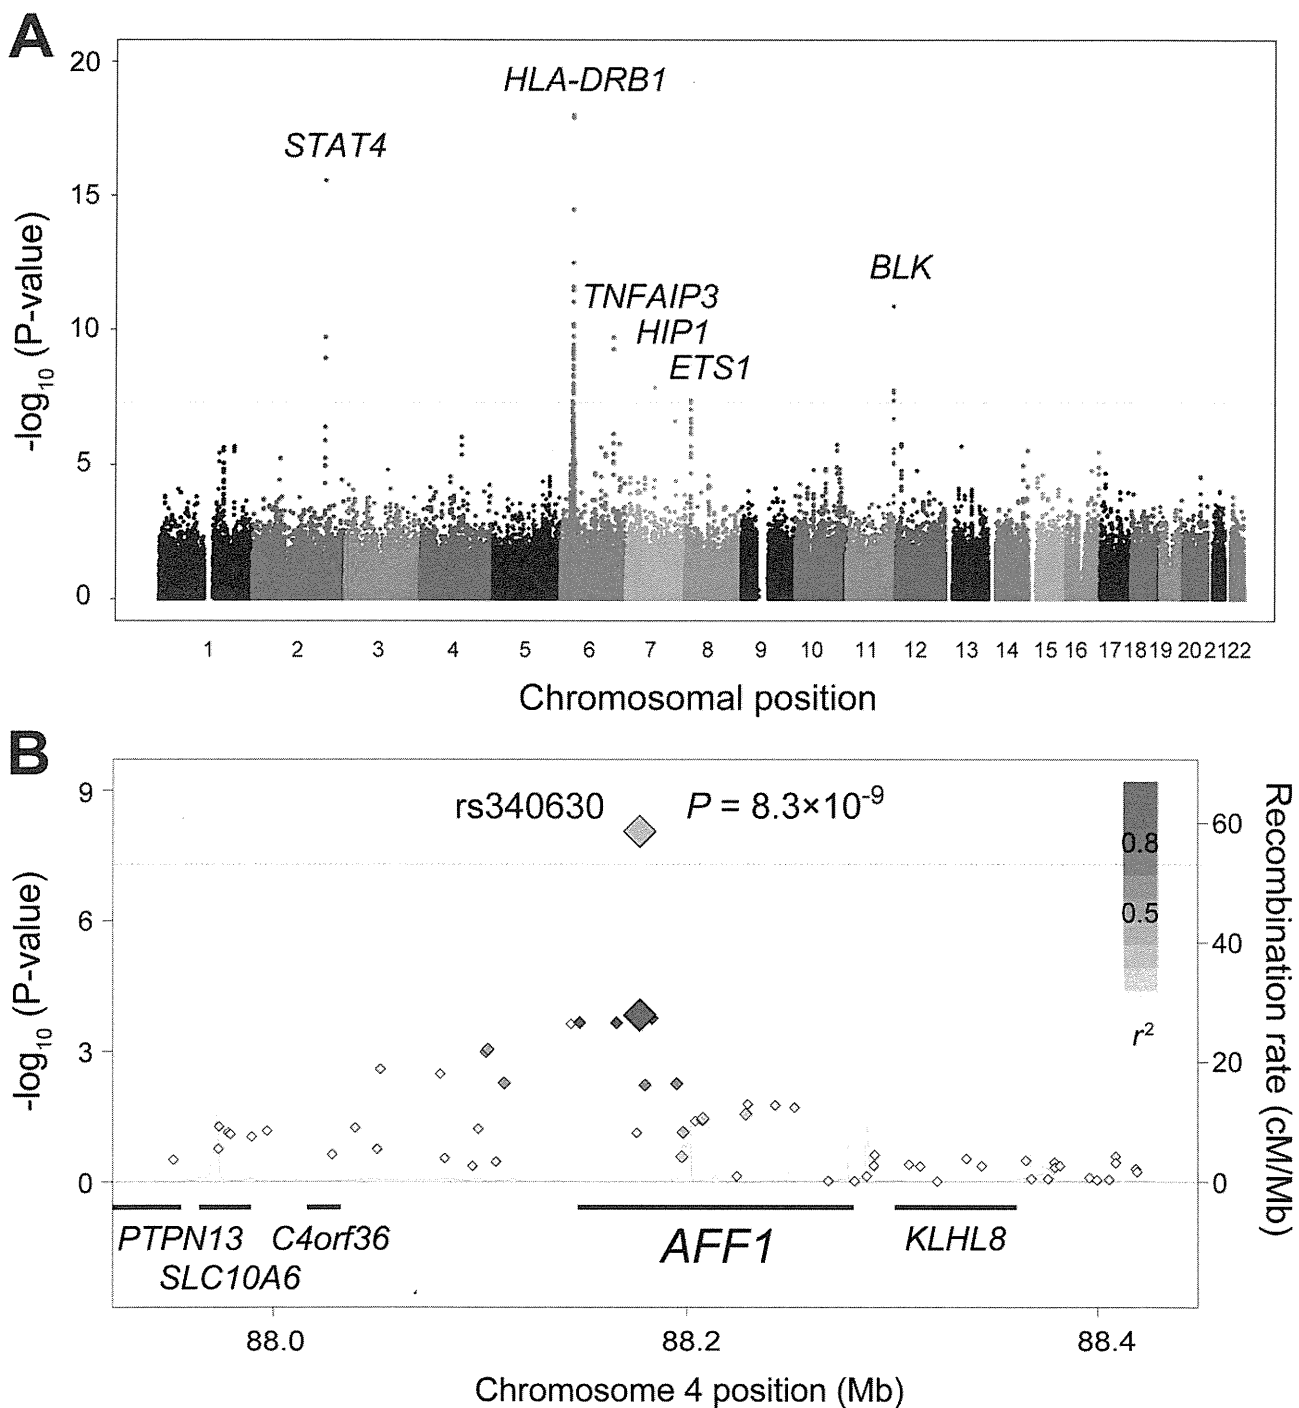 A
20
HLA-DRB1
STAT4
15
BLK
TNFAIP3
10
HIP1
ETS1
5
0
-log10 (P-value)
1 2 3 4 5 6 7 8 9 10 11 12 13 14 15 16 17 18 19 20 21 22
Chromosomal position
B
9
rs340630 P = 8.3×10-9
60
0.8
6
0.5
40
r2
3
20
0
0
-log10 (P-value)
Recombination rate (cM/Mb)
PTPN13 C4orf36 AFF1 KLHL8
SLC10A6
88.0 88.2 88.4
Chromosome 4 position (Mb)